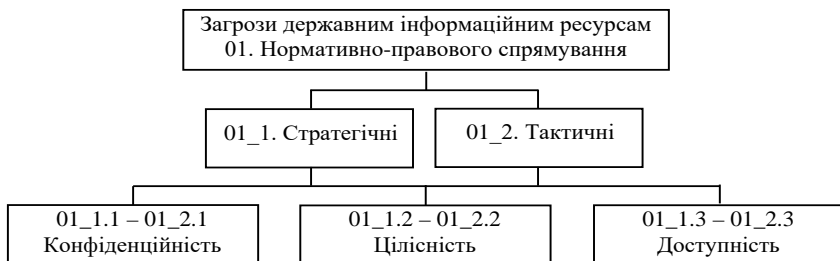 Загрози державним інформаційним ресурсам
01. Нормативно-правового спрямування
01_1. Стратегічні
01_2. Тактичні
01_1.1 – 01_2.1
Конфіденційність
01_1.2 – 01_2.2
Цілісність
01_1.3 – 01_2.3
Доступність